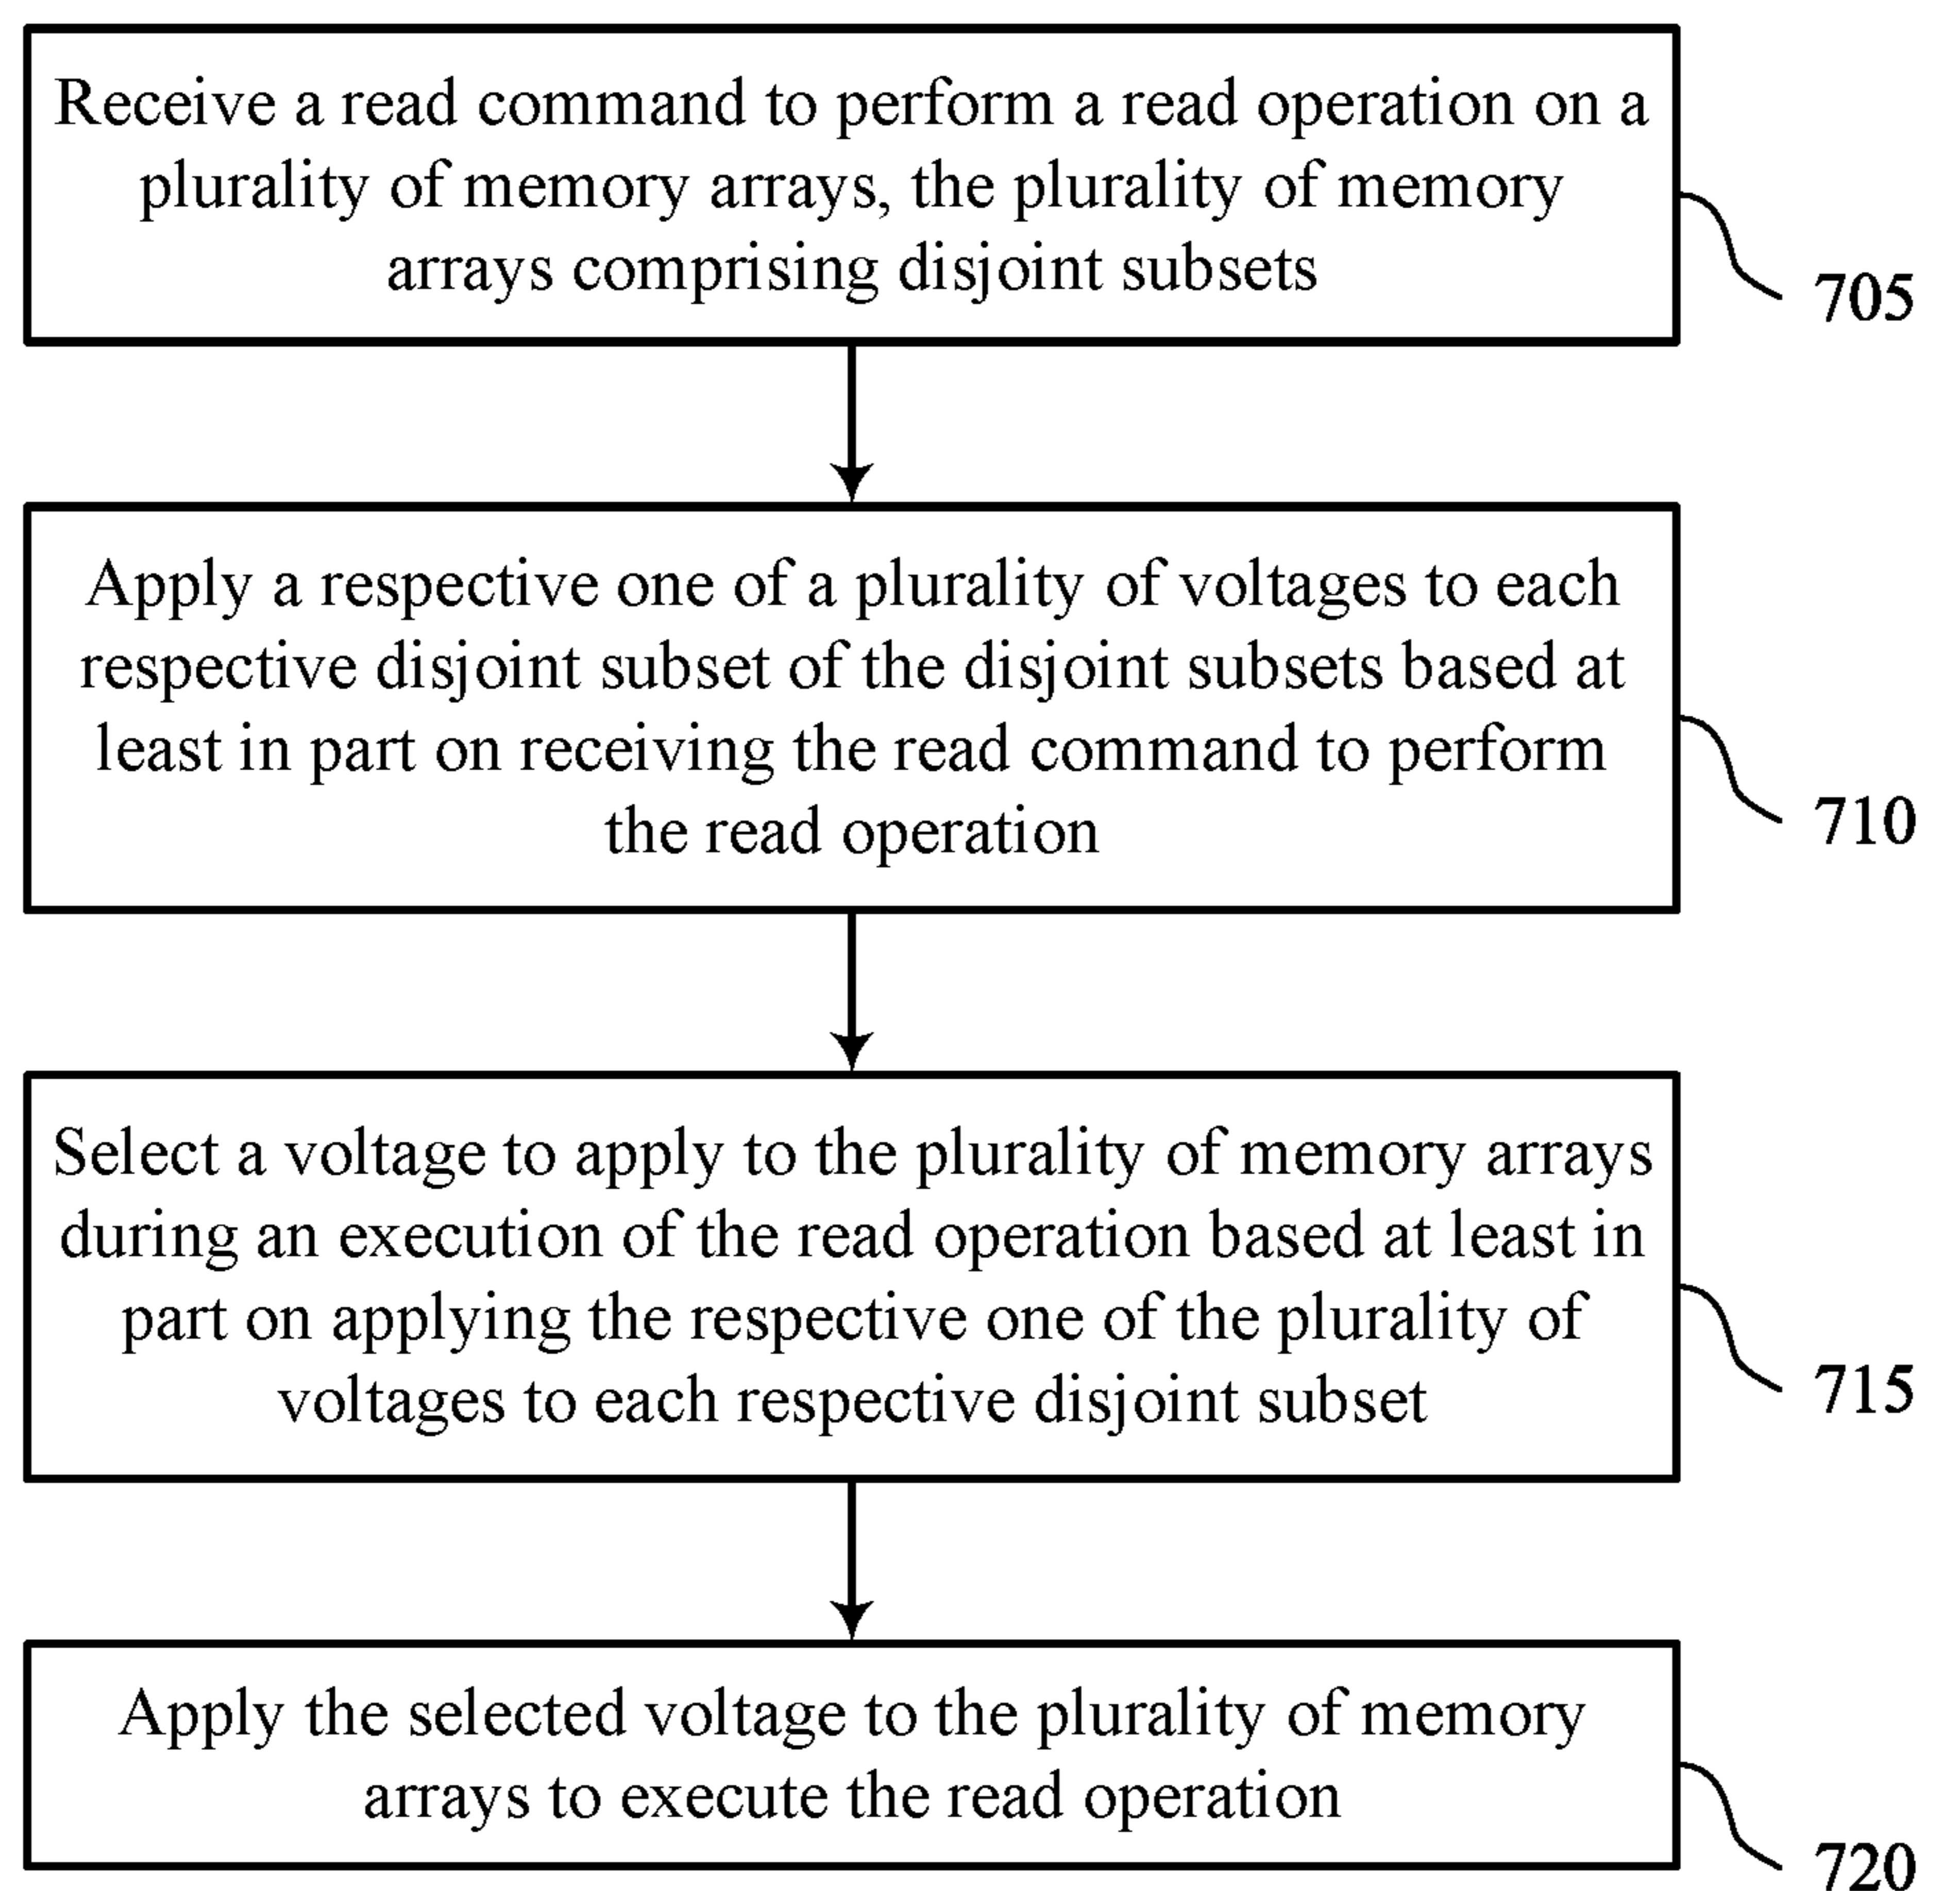 Receive a read command to perform a read operation on a
plurality of memory arrays, the plurality of memory
arrays comprising disjoint subsets
705
Apply a respective one of a plurality of voltages to each
respective disjoint subset of the disjoint subsets based at
least in part on receiving the read command to perform
the read operation
710
Select a voltage to apply to the plurality of memory arrays
during an execution of the read operation based at least in
part on applying the respective one of the plurality of
voltages to each respective disjoint subset
715
Apply the selected voltage to the plurality of memory
arrays to execute the read operation
720